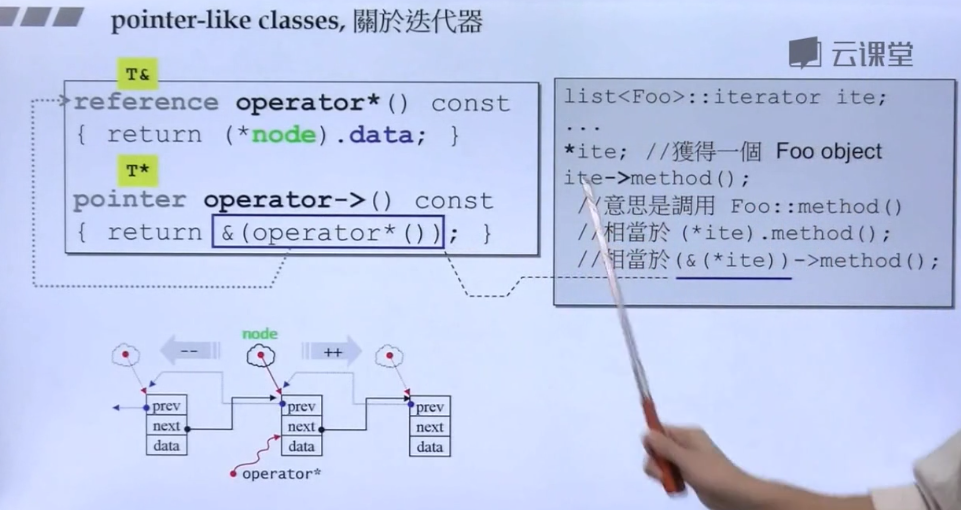 pointer-like classes, 關於迭代器
云课堂
T&
reference operator*() const
{ return (*node).data; }
T*
pointer operator->() const
{ return &(operator*()); }
list<Foo>::iterator ite;
...
*ite; //獲得一個 Foo object
ite->method();
//意思是調用 Foo::method()
//相當於 (*ite).method();
//相當於(&(*ite))->method();
node
--
++
prev
next
data
prev
next
data
prev
next
data
operator*